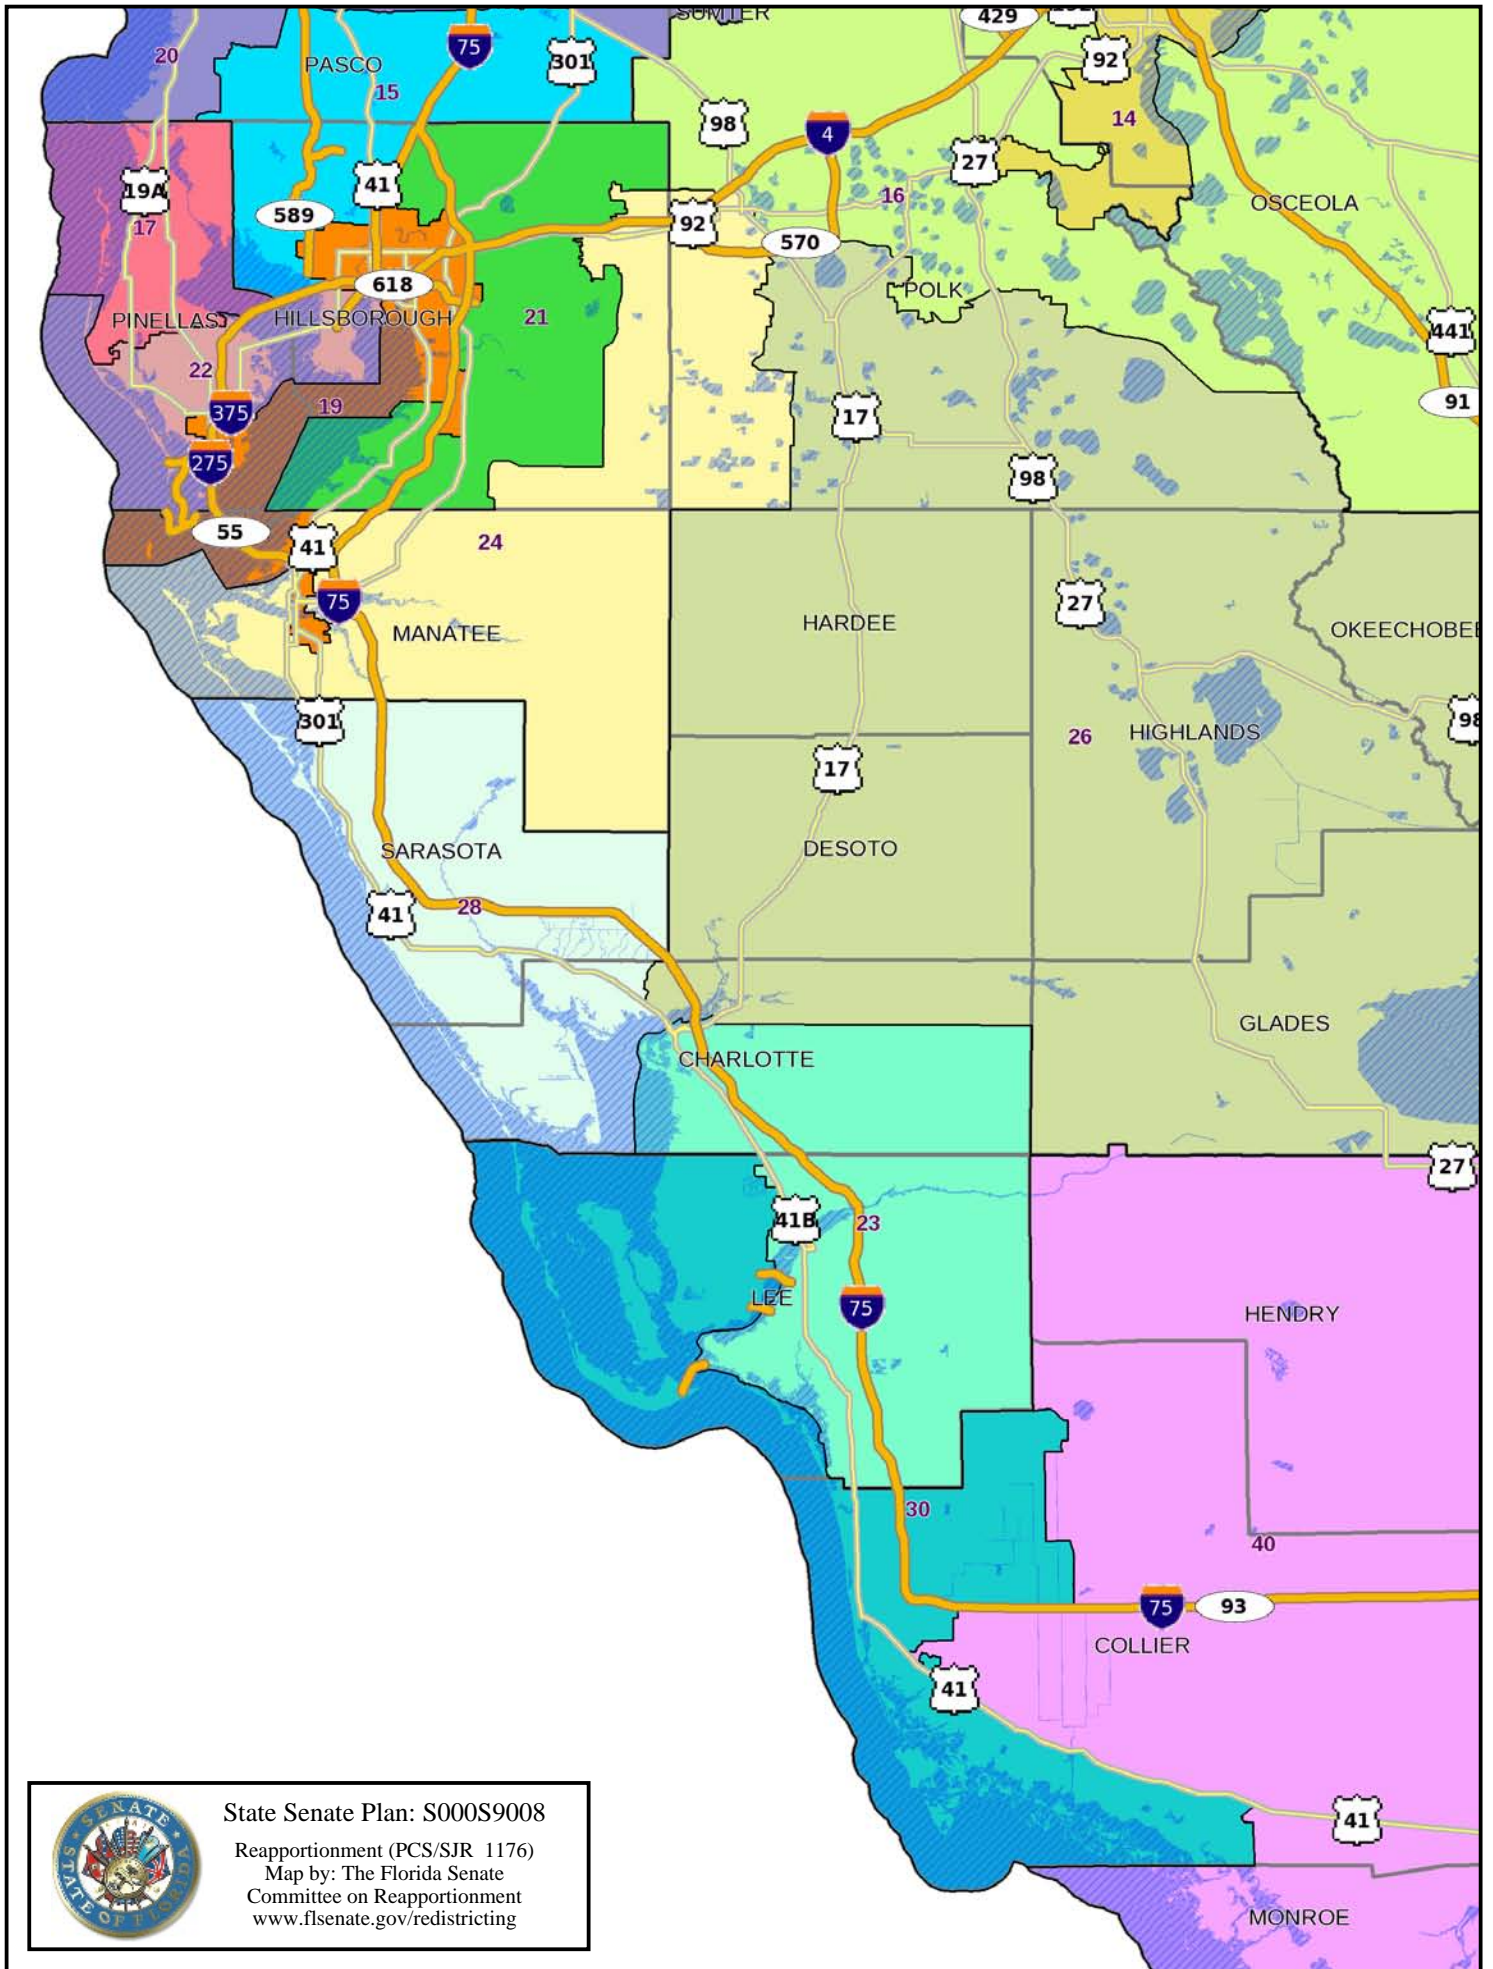 SUMTER
429
20
PASCO
75
301
92
15
98
4
14
27
41
19A
589
16
OSCEOLA
17
92
570
618
POLK
PINELLAS
HILLSBOROUGH
21
441
22
375
19
17
91
275
98
55
41
24
75
27
HARDEE
MANATEE
OKEECHOBEE
301
98
26
HIGHLANDS
17
SARASOTA
DESOTO
28
41
GLADES
CHARLOTTE
27
41B
23
LEE
75
HENDRY
30
40
75
93
COLLIER
41
41
MONROE
SENATE
STATE OF FLORIDA
State Senate Plan: S000S9008
Reapportionment (PCS/SJR 1176)
Map by: The Florida Senate
Committee on Reapportionment
www.flsenate.gov/redistricting